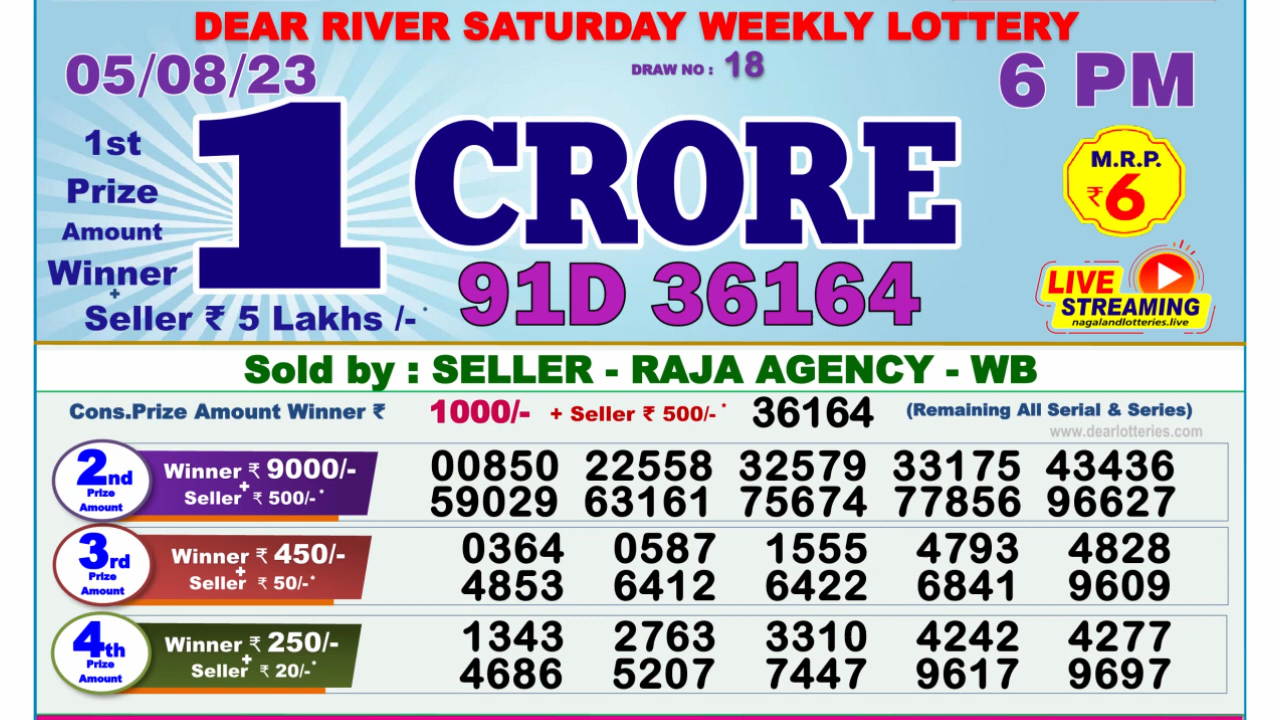 DEAR RIVER SATURDAY WEEKLY LOTTERY
05/08/23
DRAW NO : 18
6 PM
1st
Prize
Amount
Winner
+
Seller ₹ 5 Lakhs /-*
1 CRORE
91D 36164
M.R.P.
₹6
LIVE
STREAMING
nagalandlotteries.live
Sold by : SELLER - RAJA AGENCY - WB
Cons.Prize Amount Winner ₹ 1000/- + Seller ₹ 500/-* 36164 (Remaining All Serial & Series)
www.dearlotteries.com
2nd
Prize
Amount
Winner ₹ 9000/-
+
Seller ₹ 500/-*
00850 22558 32579 33175 43436
59029 63161 75674 77856 96627
3rd
Prize
Amount
Winner ₹ 450/-
+
Seller ₹ 50/-*
0364 0587 1555 4793 4828
4853 6412 6422 6841 9609
4th
Prize
Amount
Winner ₹ 250/-
+
Seller ₹ 20/-*
1343 2763 3310 4242 4277
4686 5207 7447 9617 9697